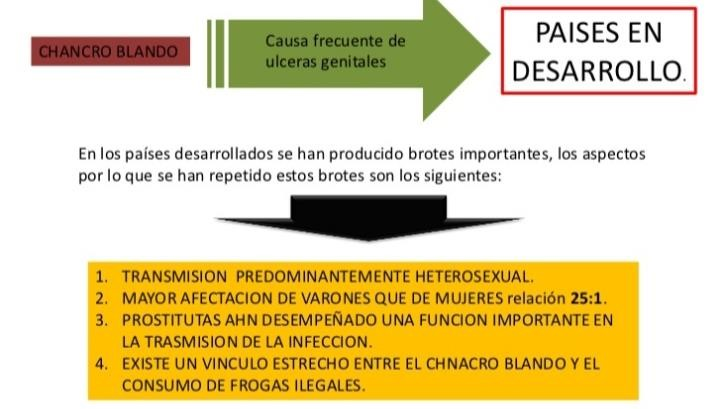 CHANCRO BLANDO
Causa frecuente de
ulceras genitales
PAISES EN
DESARROLLO.
En los países desarrollados se han producido brotes importantes, los aspectos
por lo que se han repetido estos brotes son los siguientes:
1. TRANSMISION PREDOMINANTEMENTE HETEROSEXUAL.
2. MAYOR AFECTACION DE VARONES QUE DE MUJERES relación 25:1.
3. PROSTITUTAS AHN DESEMPEÑADO UNA FUNCION IMPORTANTE EN
LA TRASMISION DE LA INFECCION.
4. EXISTE UN VINCULO ESTRECHO ENTRE EL CHNACRO BLANDO Y EL
CONSUMO DE FROGAS ILEGALES.